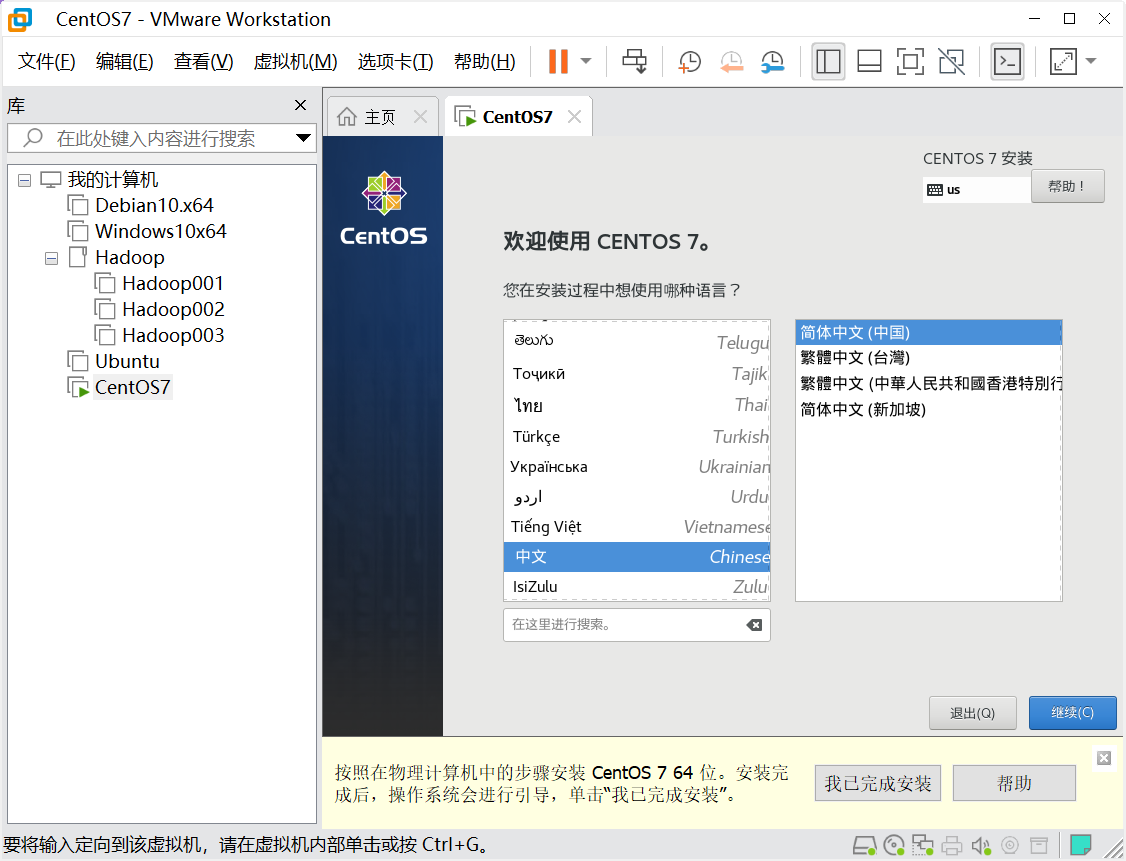 CentOS7 - VMware Workstation
文件(F) 编辑(E) 查看(V) 虚拟机(M) 选项卡(T) 帮助(H)
库
在此处键入内容进行搜索
我的计算机
Debian10.x64
Windows10x64
Hadoop
Hadoop001
Hadoop002
Hadoop003
Ubuntu
CentOS7
主页
CentOS7
CentOS
CENTOS 7 安装
us
帮助！
欢迎使用 CENTOS 7。
您在安装过程中想使用哪种语言？
తెలుగు Telugu
Тоҷикӣ Tajik
ไทย Thai
Türkçe Turkish
Українська Ukrainian
اردو Urdu
Tiếng Việt Vietnamese
中文 Chinese
IsiZulu Zulu
在这里进行搜索。
简体中文 (中国)
繁體中文 (台灣)
繁體中文 (中華人民共和國香港特別行
简体中文 (新加坡)
退出(Q)
继续(C)
按照在物理计算机中的步骤安装 CentOS 7 64 位。安装完
成后，操作系统会进行引导，单击“我已完成安装”。
我已完成安装
帮助
要将输入定向到该虚拟机，请在虚拟机内部单击或按 Ctrl+G。